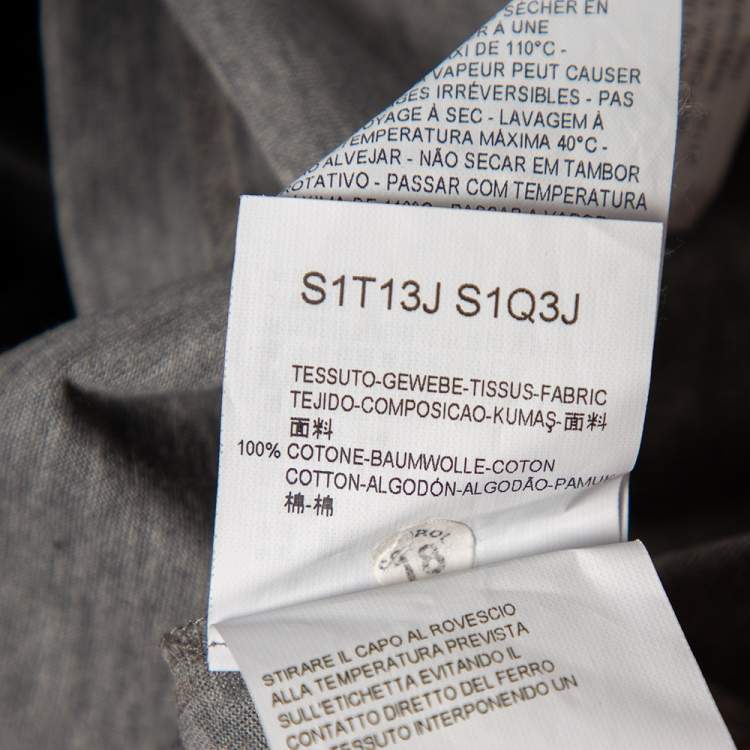 SÉCHER EN
À UNE
DE 110°C -
VAPEUR PEUT CAUSER
IRRÉVERSIBLES - PAS
À SEC - LAVAGEM À
TEMPERATURA MÁXIMA 40°C -
ALVEJAR - NÃO SECAR EM TAMBOR
ROTATIVO - PASSAR COM TEMPERATURA
S1T13J S1Q3J
TESSUTO-GEWEBE-TISSUS-FABRIC
TEJIDO-COMPOSICAO-KUMAŞ-面料
面料
100% COTONE-BAUMWOLLE-COTON
COTTON-ALGODÓN-ALGODÃO-PAMUK
棉-棉
18
STIRARE IL CAPO AL ROVESCIO
ALLA TEMPERATURA PREVISTA
SULL'ETICHETTA EVITANDO IL
CONTATTO DIRETTO DEL FERRO
TESSUTO INTERPONENDO UN